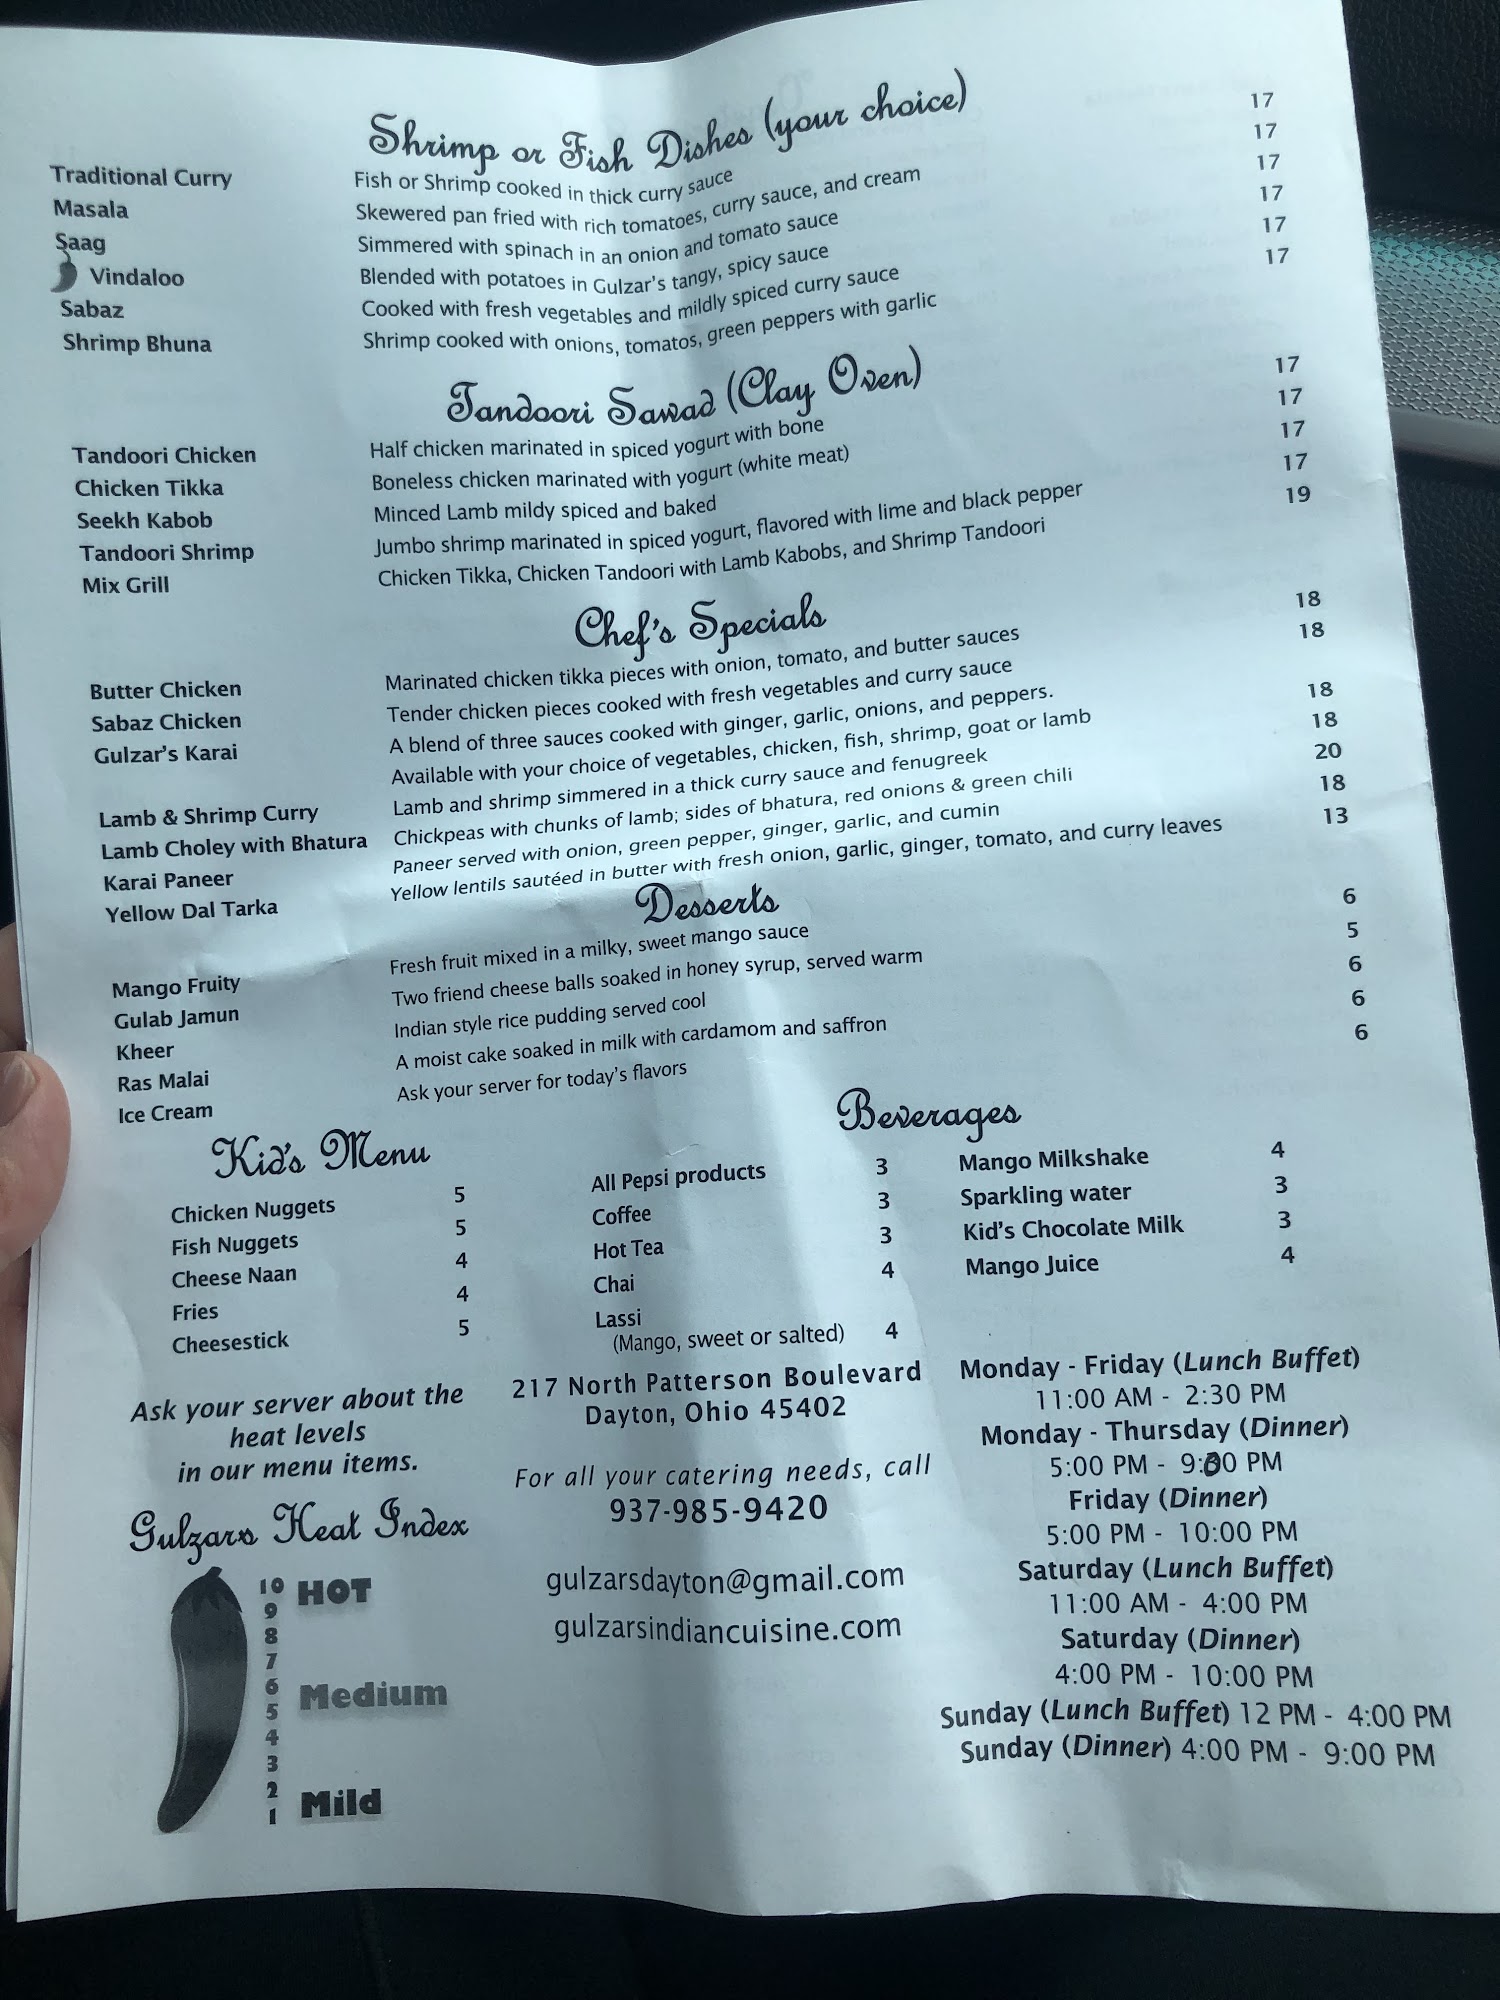 Shrimp or Fish Dishes (your choice)
Traditional Curry Fish or Shrimp cooked in thick curry sauce 17
Masala Skewered pan fried with rich tomatoes, curry sauce, and cream 17
Saag Simmered with spinach in an onion and tomato sauce 17
Vindaloo Blended with potatoes in Gulzar's tangy, spicy sauce 17
Sabaz Cooked with fresh vegetables and mildly spiced curry sauce 17
Shrimp Bhuna Shrimp cooked with onions, tomatos, green peppers with garlic 17
Tandoori Sawad (Clay Oven)
Tandoori Chicken Half chicken marinated in spiced yogurt with bone 17
Chicken Tikka Boneless chicken marinated with yogurt (white meat) 17
Seekh Kabob Minced Lamb mildy spiced and baked 17
Tandoori Shrimp Jumbo shrimp marinated in spiced yogurt, flavored with lime and black pepper 17
Mix Grill Chicken Tikka, Chicken Tandoori with Lamb Kabobs, and Shrimp Tandoori 19
Chef's Specials
Butter Chicken Marinated chicken tikka pieces with onion, tomato, and butter sauces 18
Sabaz Chicken Tender chicken pieces cooked with fresh vegetables and curry sauce 18
Gulzar's Karai A blend of three sauces cooked with ginger, garlic, onions, and peppers.
Available with your choice of vegetables, chicken, fish, shrimp, goat or lamb 18
Lamb & Shrimp Curry Lamb and shrimp simmered in a thick curry sauce and fenugreek 18
Lamb Choley with Bhatura Chickpeas with chunks of lamb; sides of bhatura, red onions & green chili 20
Karai Paneer Paneer served with onion, green pepper, ginger, garlic, and cumin 18
Yellow Dal Tarka Yellow lentils sautéed in butter with fresh onion, garlic, ginger, tomato, and curry leaves 13
Desserts
Mango Fruity Fresh fruit mixed in a milky, sweet mango sauce 6
Gulab Jamun Two friend cheese balls soaked in honey syrup, served warm 5
Kheer Indian style rice pudding served cool 6
Ras Malai A moist cake soaked in milk with cardamom and saffron 6
Ice Cream Ask your server for today's flavors 6
Kid's Menu
Chicken Nuggets 5
Fish Nuggets 5
Cheese Naan 4
Fries 4
Cheesestick 5
Beverages
All Pepsi products 3
Coffee 3
Hot Tea 3
Chai 4
Lassi
(Mango, sweet or salted) 4
Mango Milkshake 4
Sparkling water 3
Kid's Chocolate Milk 3
Mango Juice 4
Ask your server about the
heat levels
in our menu items.
Gulzars Heat Index
10 HOT
9
8
7
6 Medium
5
4
3
2 Mild
1
217 North Patterson Boulevard
Dayton, Ohio 45402
For all your catering needs, call
937-985-9420
gulzarsdayton@gmail.com
gulzarsindiancuisine.com
Monday - Friday (Lunch Buffet)
11:00 AM - 2:30 PM
Monday - Thursday (Dinner)
5:00 PM - 9:00 PM
Friday (Dinner)
5:00 PM - 10:00 PM
Saturday (Lunch Buffet)
11:00 AM - 4:00 PM
Saturday (Dinner)
4:00 PM - 10:00 PM
Sunday (Lunch Buffet) 12 PM - 4:00 PM
Sunday (Dinner) 4:00 PM - 9:00 PM